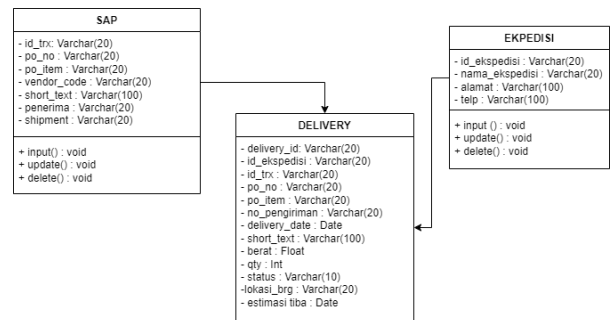 SAP
- id_trx: Varchar(20)
- po_no : Varchar(20)
- po_item : Varchar(20)
- vendor_code : Varchar(20)
- short_text : Varchar(100)
- penerima : Varchar(20)
- shipment : Varchar(20)
+ input() : void
+ update() : void
+ delete() : void
DELIVERY
- delivery_id: Varchar(20)
- id_ekspedisi : Varchar(20)
- id_trx : Varchar(20)
- po_no : Varchar(20)
- po_item : Varchar(20)
- no_pengiriman : Varchar(20)
- delivery_date : Date
- short_text : Varchar(100)
- berat : Float
- qty : Int
- status : Varchar(10)
-lokasi_brg : Varchar(20)
- estimasi tiba : Date
EKPEDISI
- id_ekspedisi : Varchar(20)
- nama_ekspedisi : Varchar(20)
- alamat : Varchar(100)
- telp : Varchar(100)
+ input () : void
+ update() : void
+ delete() : void